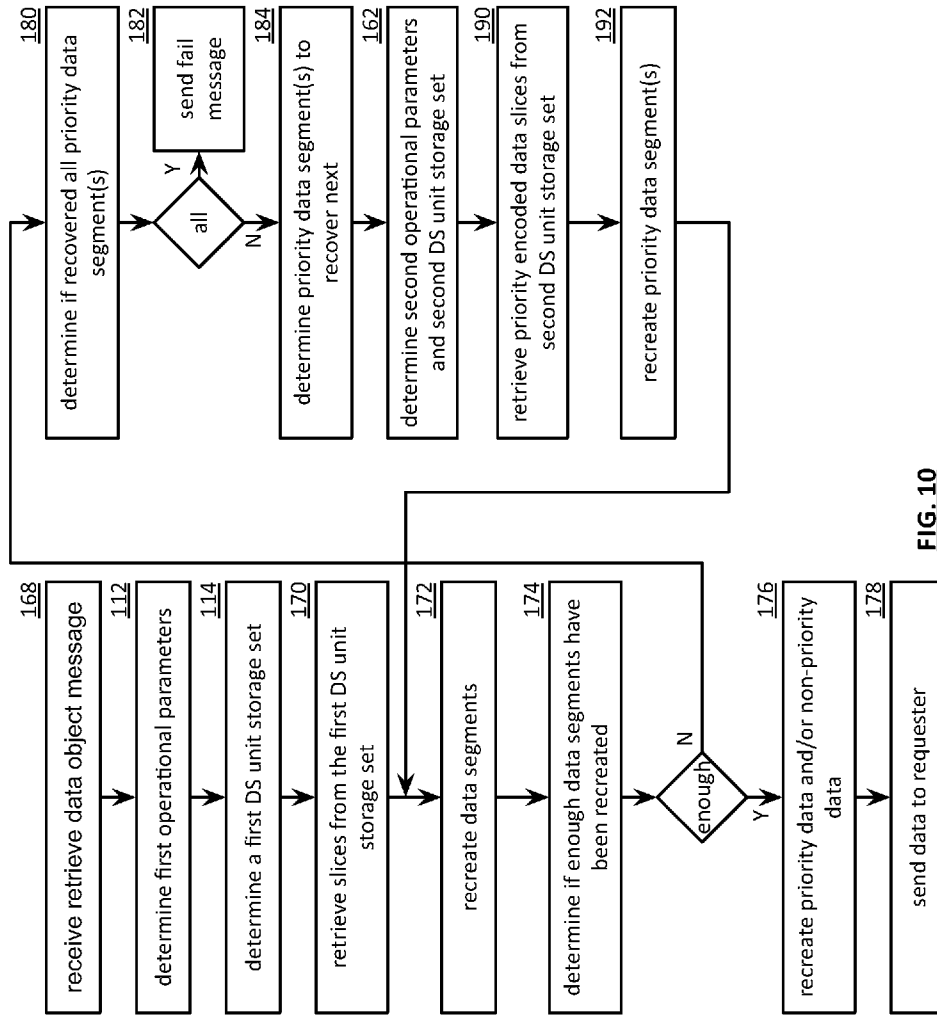 168
receive retrieve data object message
112
determine first operational parameters
114
determine a first DS unit storage set
170
retrieve slices from the first DS unit
storage set
172
recreate data segments
174
determine if enough data segments have
been recreated
enough
N
Y
176
recreate priority data and/or non-priority
data
178
send data to requester
180
determine if recovered all priority data
segment(s)
all
Y
N
182
send fail
message
184
determine priority data segment(s) to
recover next
162
determine second operational parameters
and second DS unit storage set
190
retrieve priority encoded data slices from
second DS unit storage set
192
recreate priority data segment(s)
FIG. 10